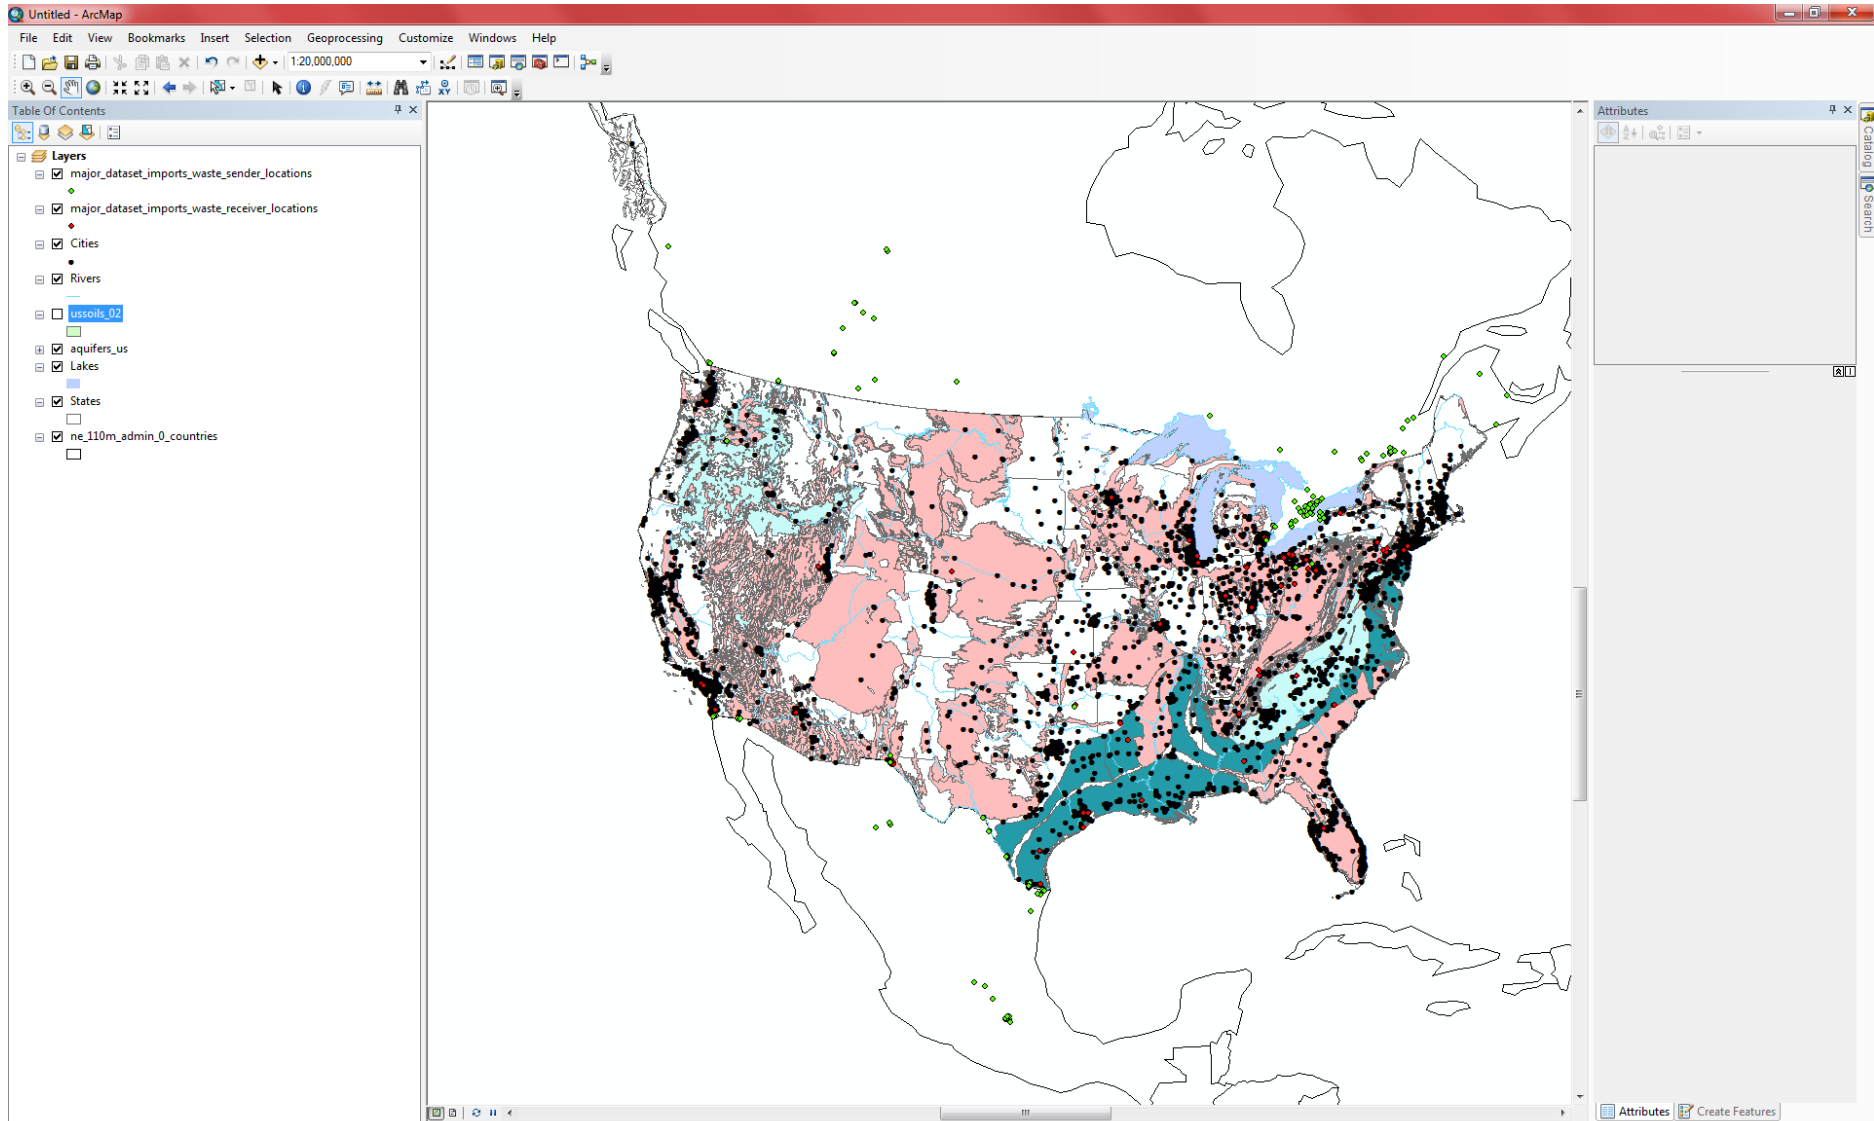 Untitled - ArcMap
File Edit View Bookmarks Insert Selection Geoprocessing Customize Windows Help
1:20,000,000
Table Of Contents
Layers
major_dataset_imports_waste_sender_locations
major_dataset_imports_waste_receiver_locations
Cities
Rivers
ussoils_02
aquifers_us
Lakes
States
ne_110m_admin_0_countries
Attributes
Catalog
Search
Attributes Create Features